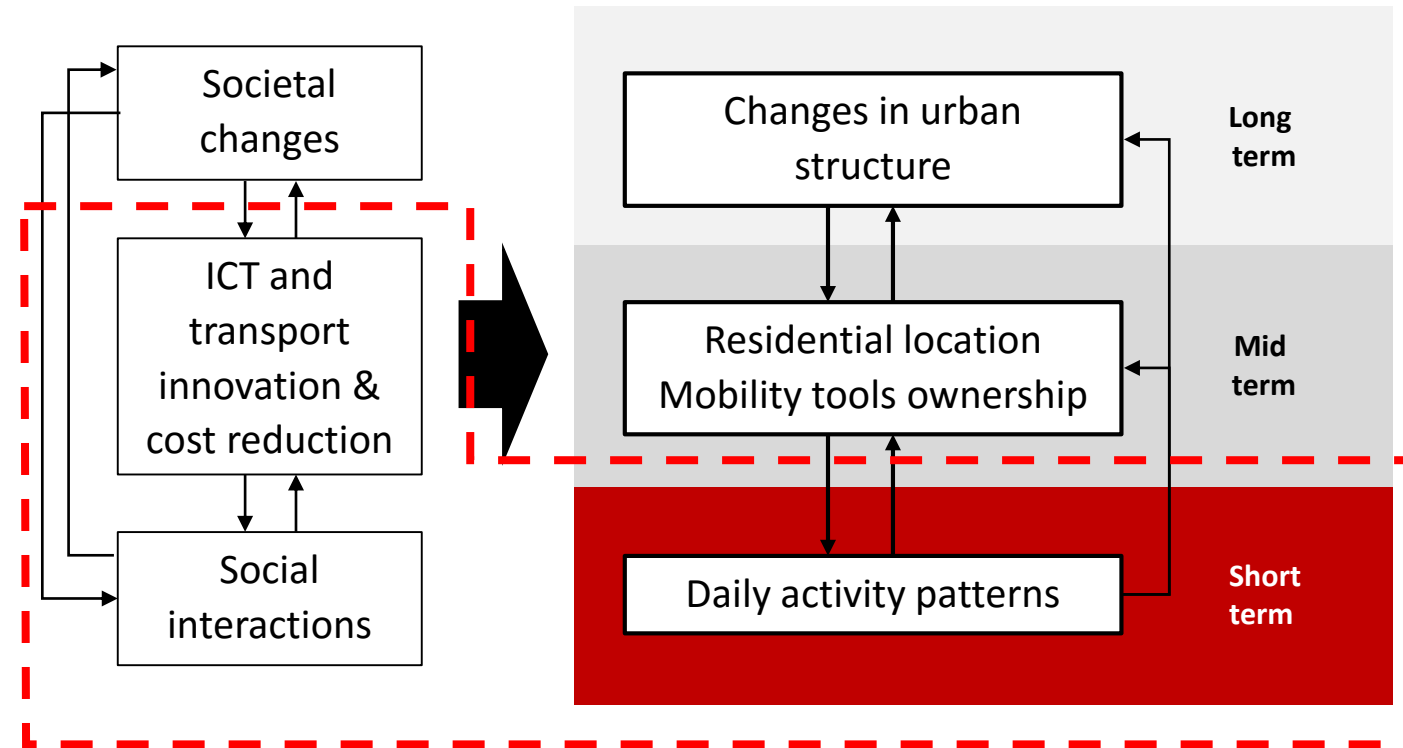 Societal
changes
ICT and
transport
innovation &
cost reduction
Social
interactions
Changes in urban
structure
Long
term
Residential location
Mobility tools ownership
Mid
term
Daily activity patterns
Short
term